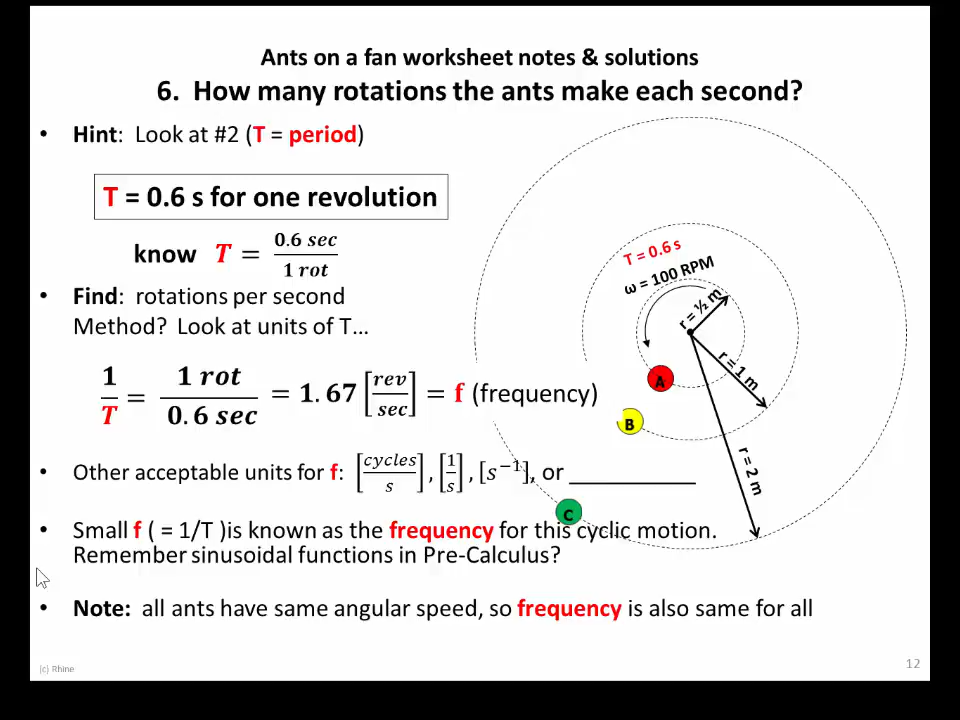 Ants on a fan worksheet notes & solutions
6. How many rotations the ants make each second?
• Hint: Look at #2 (T = period)
T = 0.6 s for one revolution
know T = 0.6 sec / 1 rot
• Find: rotations per second
Method? Look at units of T...
1/T = 1 rot / 0.6 sec = 1.67 [rev/sec] = f (frequency)
• Other acceptable units for f: [cycles/s], [1/s], [s⁻¹], or ___________
• Small f ( = 1/T )is known as the frequency for this cyclic motion.
Remember sinusoidal functions in Pre-Calculus?
• Note: all ants have same angular speed, so frequency is also same for all
T = 0.6 s
ω = 100 RPM
r = ½ m
r = 1 m
r = 2 m
A
B
C
(c) Rhine
12